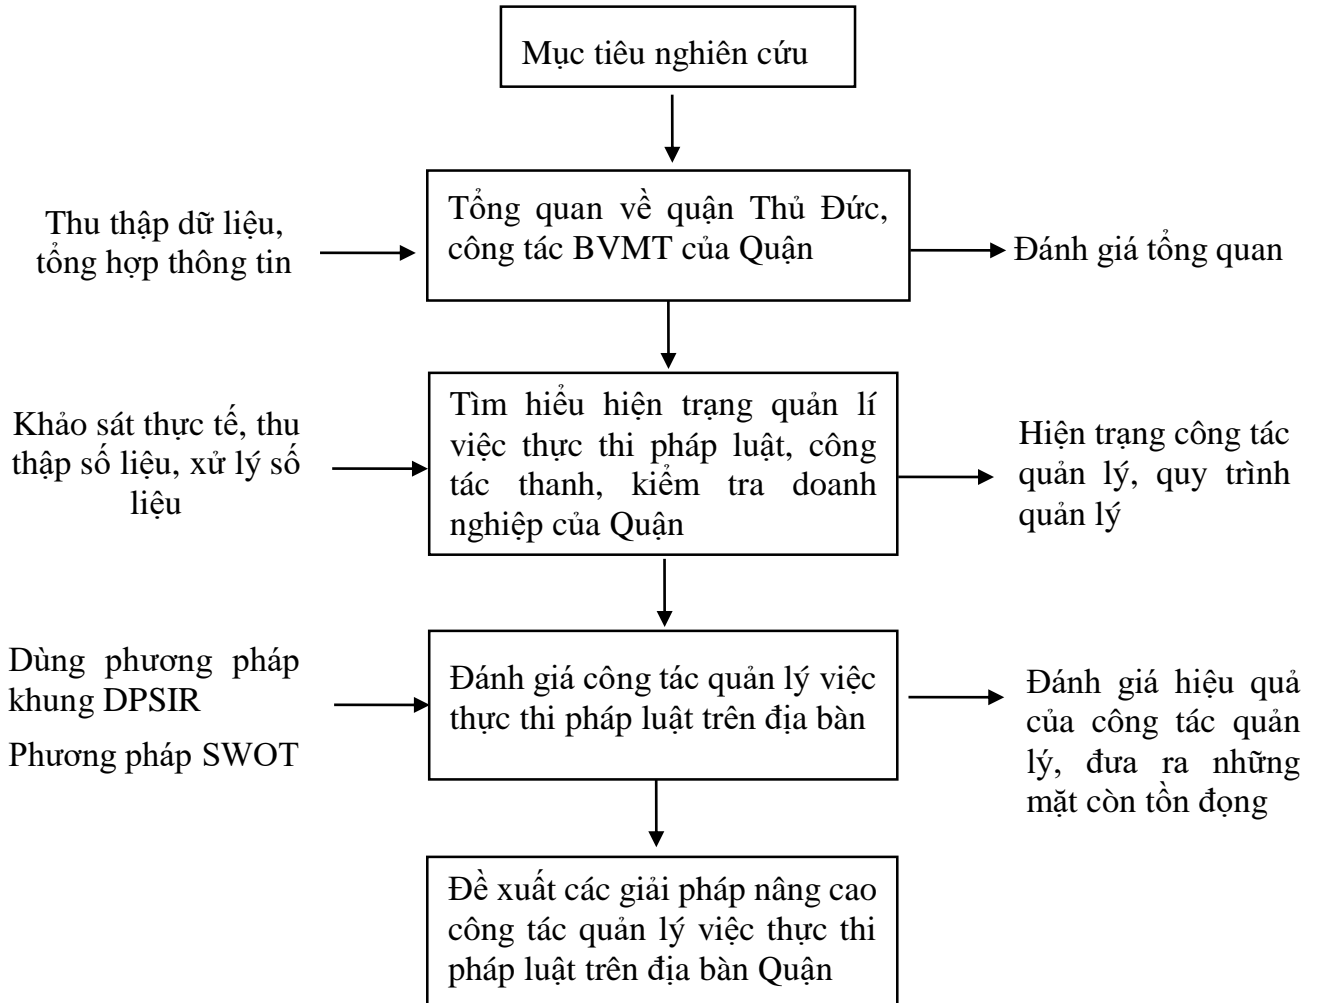 Mục tiêu nghiên cứu
Thu thập dữ liệu,
tổng hợp thông tin
Tổng quan về quận Thủ Đức,
công tác BVMT của Quận
Đánh giá tổng quan
Khảo sát thực tế, thu
thập số liệu, xử lý số
liệu
Tìm hiểu hiện trạng quản lí
việc thực thi pháp luật, công
tác thanh, kiểm tra doanh
nghiệp của Quận
Hiện trạng công tác
quản lý, quy trình
quản lý
Dùng phương pháp
khung DPSIR
Phương pháp SWOT
Đánh giá công tác quản lý việc
thực thi pháp luật trên địa bàn
Đánh giá hiệu quả
của công tác quản
lý, đưa ra những
mặt còn tồn đọng
Đề xuất các giải pháp nâng cao
công tác quản lý việc thực thi
pháp luật trên địa bàn Quận